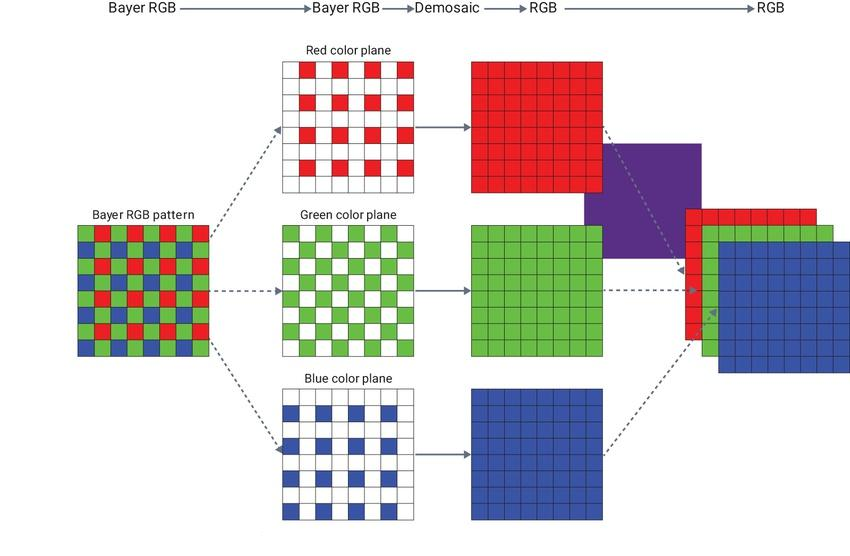 Bayer RGB Bayer RGB Demosaic RGB RGB
Red color plane
Bayer RGB pattern
Green color plane
Blue color plane